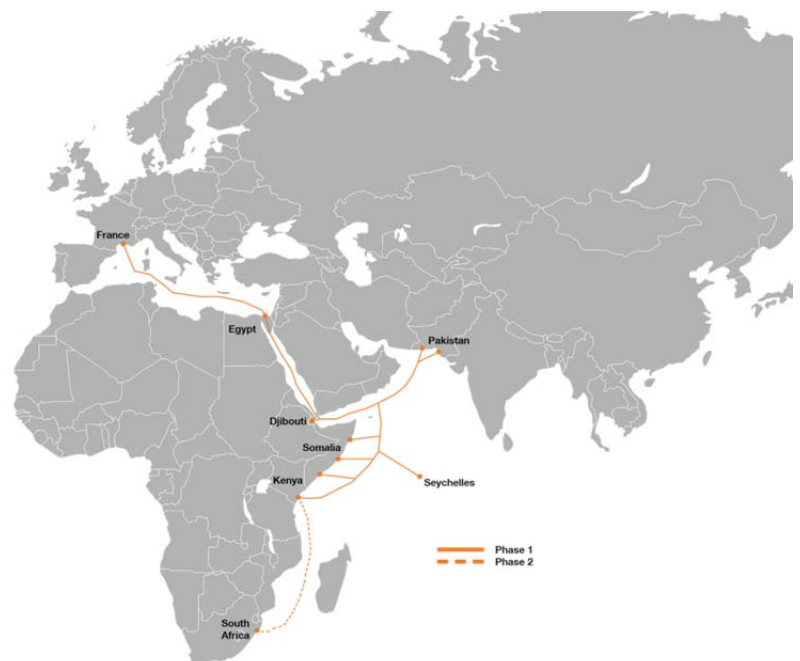 France
Egypt
Pakistan
Djibouti
Somalia
Kenya
Seychelles
Phase 1
Phase 2
South
Africa